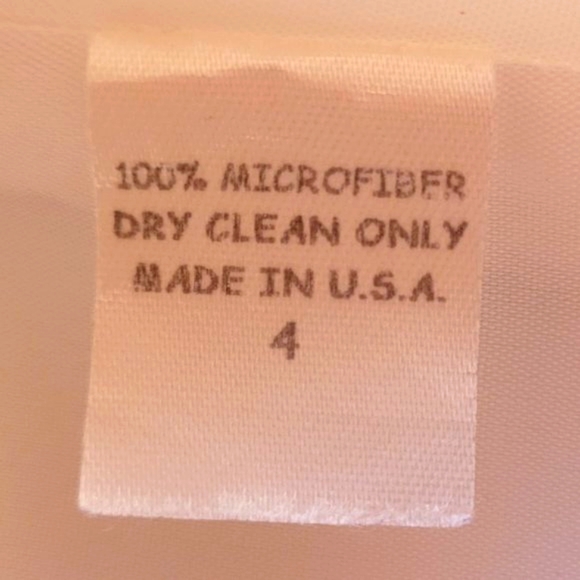 100% MICROFIBER
DRY CLEAN ONLY
MADE IN U.S.A.
4